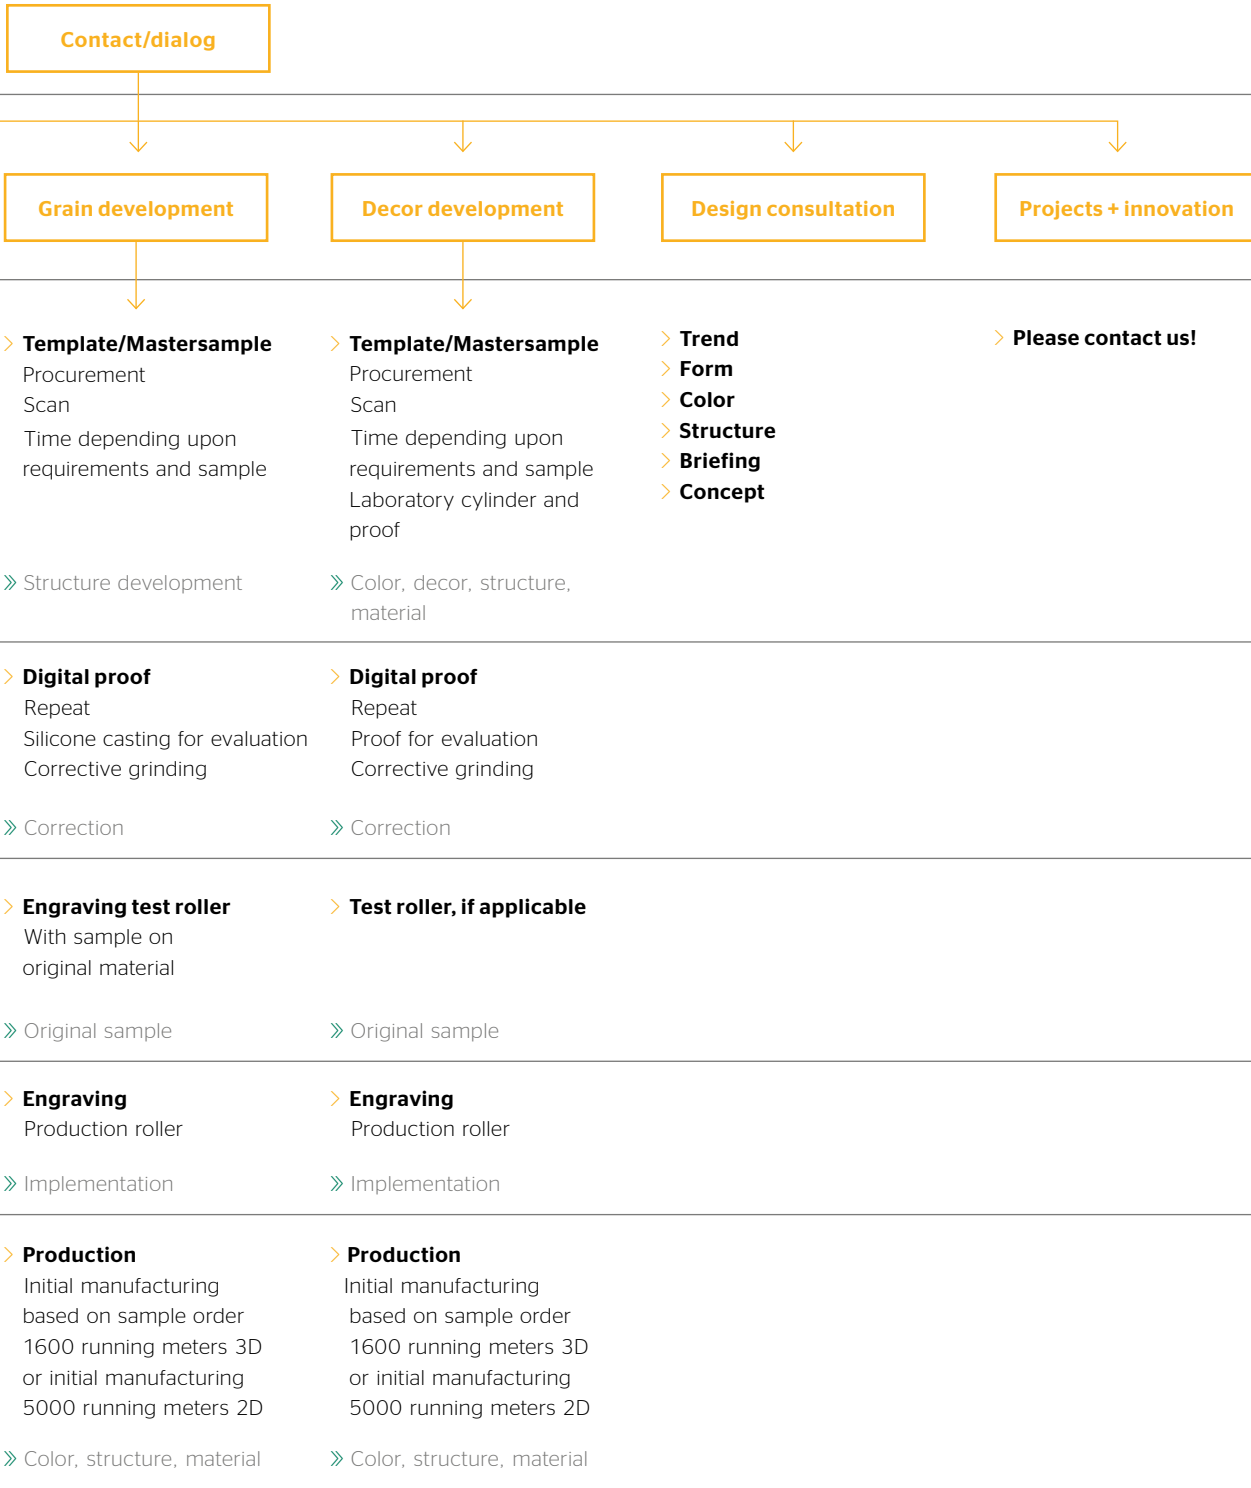 Contact/dialog
Grain development
Decor development
Design consultation
Projects + innovation
Template/Mastersample
Procurement
Scan
Time depending upon
requirements and sample
Structure development
Template/Mastersample
Procurement
Scan
Time depending upon
requirements and sample
Laboratory cylinder and
proof
Color, decor, structure,
material
Trend
Form
Color
Structure
Briefing
Concept
Please contact us!
Digital proof
Repeat
Silicone casting for evaluation
Corrective grinding
Correction
Digital proof
Repeat
Proof for evaluation
Corrective grinding
Correction
Engraving test roller
With sample on
original material
Original sample
Test roller, if applicable
Original sample
Engraving
Production roller
Implementation
Engraving
Production roller
Implementation
Production
Initial manufacturing
based on sample order
1600 running meters 3D
or initial manufacturing
5000 running meters 2D
Color, structure, material
Production
Initial manufacturing
based on sample order
1600 running meters 3D
or initial manufacturing
5000 running meters 2D
Color, structure, material